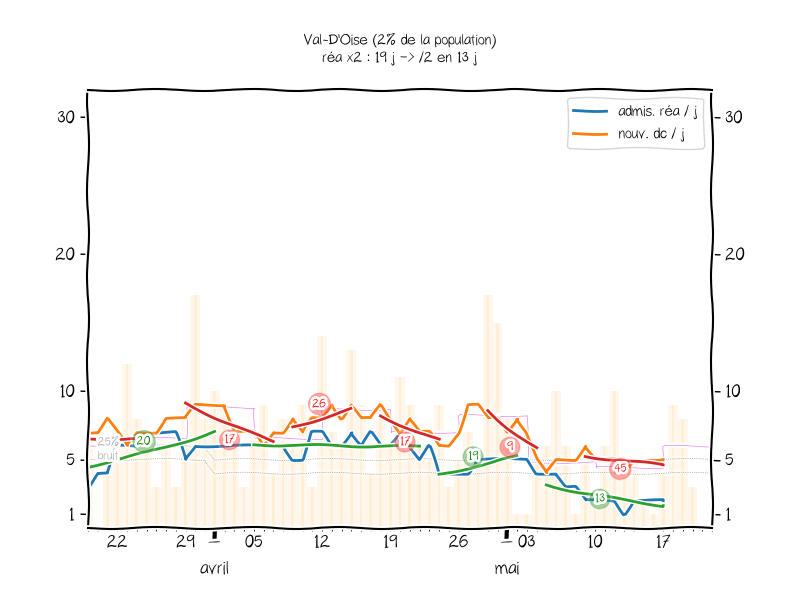 Val-D'Oise (2% de la population)
réa x2 : 19 j -> /2 en 13 j
admis. réa / j
nouv. dc / j
30 30
20 20
10 10
5 5
1 1
25%
bruit
20 17 26 17 19 9 13 45
22 29 05 12 19 26 03 10 17
avril mai